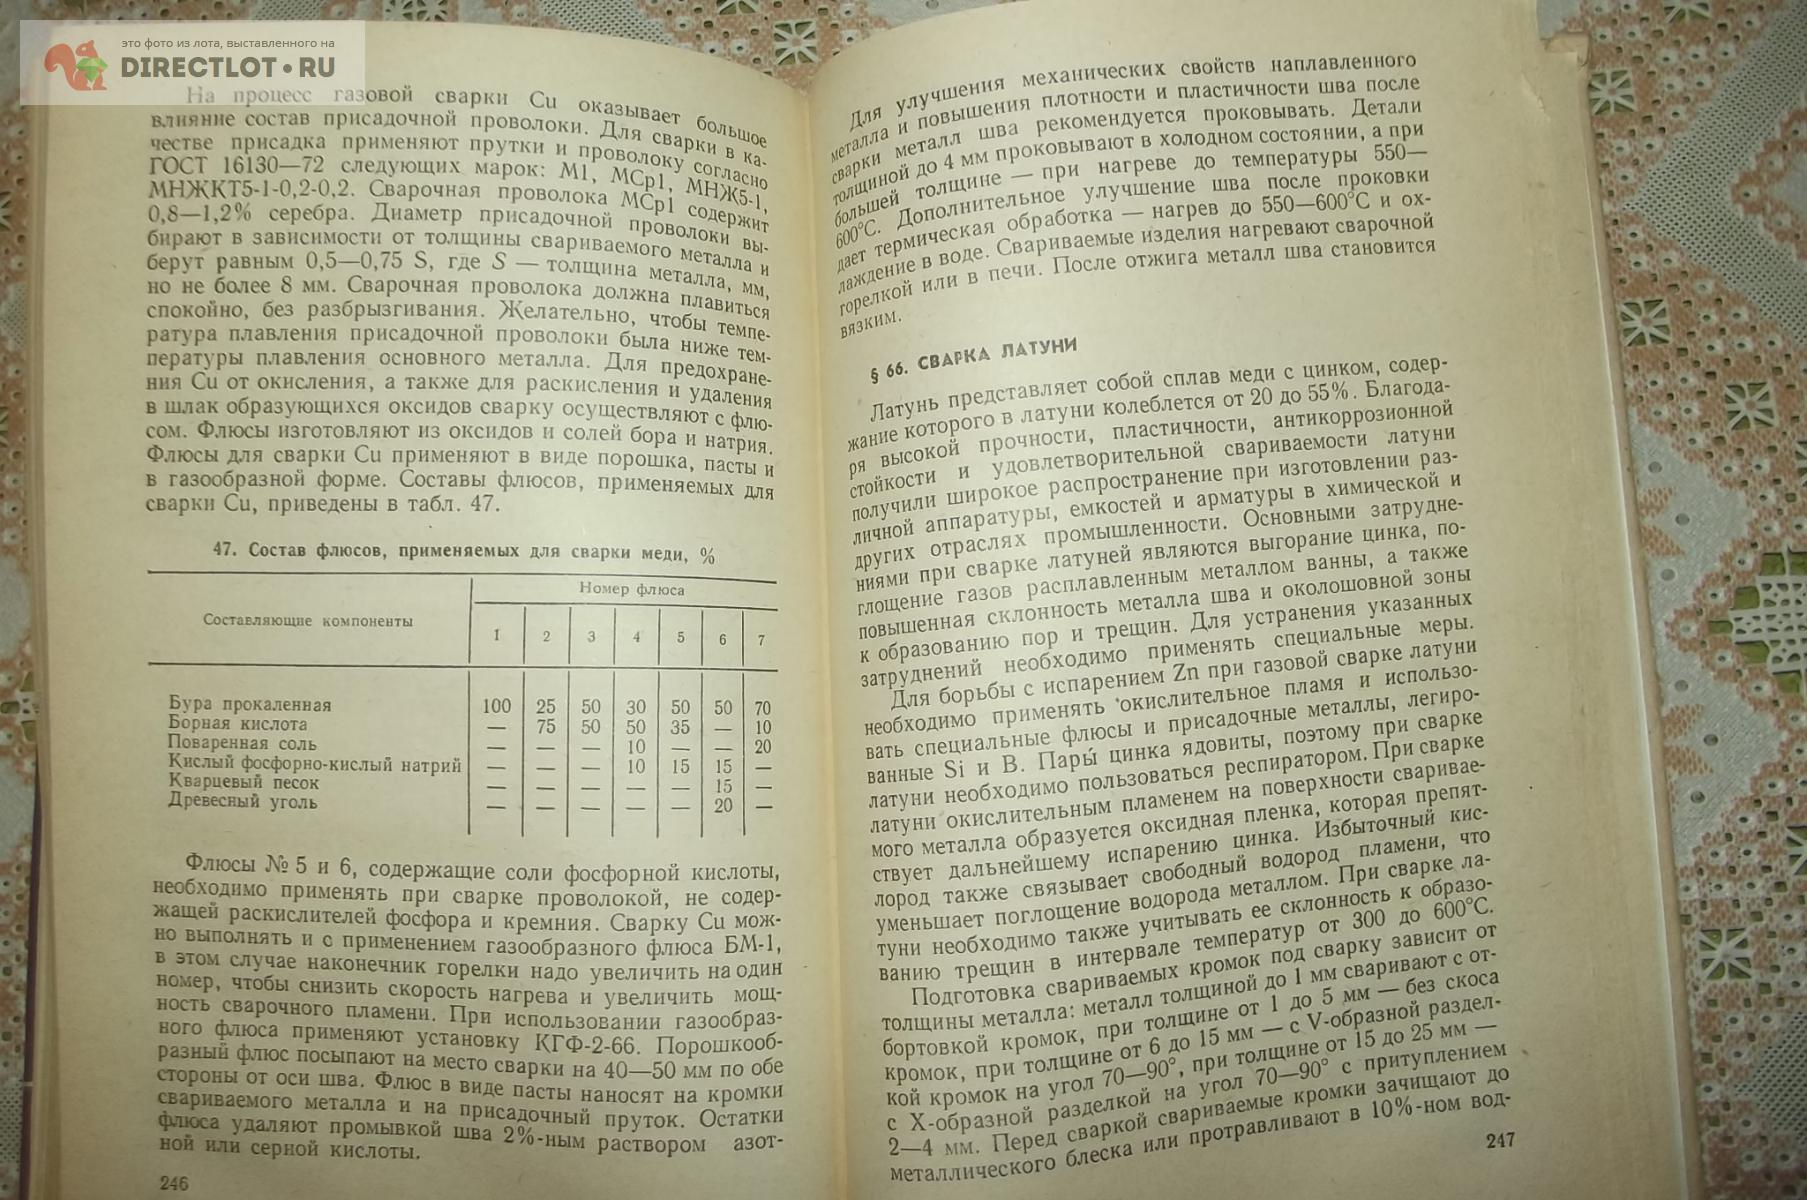 это фото из лота, выставленного на
DIRECTLOT.RU
На процесс газовой сварки Cu оказывает большое
влияние состав присадочной проволоки. Для сварки в ка-
честве присадка применяют прутки и проволоку согласно
ГОСТ 16130—72 следующих марок: М1, МСр1, МНЖ5-1,
МНЖКТ5-1-0,2-0,2. Сварочная проволока МСр1 содержит
0,8—1,2% серебра. Диаметр присадочной проволоки вы-
бирают в зависимости от толщины свариваемого металла и
берут равным 0,5—0,75 S, где S — толщина металла, мм,
но не более 8 мм. Сварочная проволока должна плавиться
спокойно, без разбрызгивания. Желательно, чтобы темпе-
ратура плавления присадочной проволоки была ниже тем-
пературы плавления основного металла. Для предохране-
ния Cu от окисления, а также для раскисления и удаления
в шлак образующихся оксидов сварку осуществляют с флю-
сом. Флюсы изготовляют из оксидов и солей бора и натрия.
Флюсы для сварки Cu применяют в виде порошка, пасты и
в газообразной форме. Составы флюсов, применяемых для
сварки Cu, приведены в табл. 47.
47. Состав флюсов, применяемых для сварки меди, %
Составляющие компоненты
Номер флюса
1 2 3 4 5 6 7
Бура прокаленная 100 25 50 30 50 50 70
Борная кислота — 75 50 50 35 — 10
Поваренная соль — — — 10 — — 20
Кислый фосфорно-кислый натрий — — — 10 15 15 —
Кварцевый песок — — — — — 15 —
Древесный уголь — — — — — 20 —
Флюсы № 5 и 6, содержащие соли фосфорной кислоты,
необходимо применять при сварке проволокой, не содер-
жащей раскислителей фосфора и кремния. Сварку Cu мож-
но выполнять и с применением газообразного флюса БМ-1,
в этом случае наконечник горелки надо увеличить на один
номер, чтобы снизить скорость нагрева и увеличить мощ-
ность сварочного пламени. При использовании газообраз-
ного флюса применяют установку КГФ-2-66. Порошкооб-
разный флюс посыпают на место сварки на 40—50 мм по обе
стороны от оси шва. Флюс в виде пасты наносят на кромки
свариваемого металла и на присадочный пруток. Остатки
флюса удаляют промывкой шва 2%-ным раствором азот-
ной или серной кислоты.
246
Для улучшения механических свойств наплавленного
металла и повышения плотности и пластичности шва после
сварки металл шва рекомендуется проковывать. Детали
толщиной до 4 мм проковывают в холодном состоянии, а при
большей толщине — при нагреве до температуры 550—
600°С. Дополнительное улучшение шва после проковки
дает термическая обработка — нагрев до 550—600°С и ох-
лаждение в воде. Свариваемые изделия нагревают сварочной
горелкой или в печи. После отжига металл шва становится
вязким.
§ 66. СВАРКА ЛАТУНИ
Латунь представляет собой сплав меди с цинком, содер-
жание которого в латуни колеблется от 20 до 55%. Благода-
ря высокой прочности, пластичности, антикоррозионной
стойкости и удовлетворительной свариваемости латуни
получили широкое распространение при изготовлении раз-
личной аппаратуры, емкостей и арматуры в химической и
других отраслях промышленности. Основными затрудне-
ниями при сварке латуней являются выгорание цинка, по-
глощение газов расплавленным металлом ванны, а также
повышенная склонность металла шва и околошовной зоны
к образованию пор и трещин. Для устранения указанных
затруднений необходимо применять специальные меры.
Для борьбы с испарением Zn при газовой сварке латуни
необходимо применять окислительное пламя и использо-
вать специальные флюсы и присадочные металлы, легиро-
ванные Si и B. Пары цинка ядовиты, поэтому при сварке
латуни необходимо пользоваться респиратором. При сварке
латуни окислительным пламенем на поверхности сваривае-
мого металла образуется оксидная пленка, которая препят-
ствует дальнейшему испарению цинка. Избыточный кис-
лород также связывает свободный водород пламени, что
уменьшает поглощение водорода металлом. При сварке ла-
туни необходимо также учитывать ее склонность к образо-
ванию трещин в интервале температур от 300 до 600°С.
Подготовка свариваемых кромок под сварку зависит от
толщины металла: металл толщиной до 1 мм сваривают с от-
бортовкой кромок, при толщине от 1 до 5 мм — без скоса
кромок, при толщине от 6 до 15 мм — с V-образной раздел-
кой кромок на угол 70—90°, при толщине от 15 до 25 мм —
с X-образной разделкой на угол 70—90° с притуплением
2—4 мм. Перед сваркой свариваемые кромки зачищают до
металлического блеска или протравливают в 10%-ном вод-
247